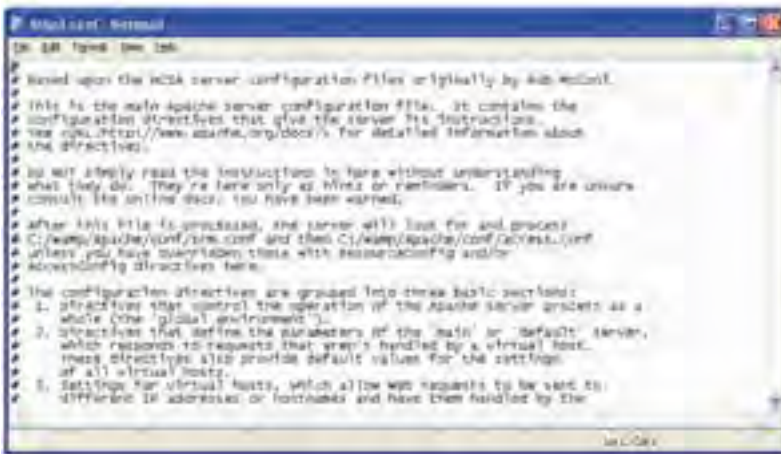 httpd.conf - Notepad
File Edit Format View Help
#
# Based upon the NCSA server configuration files originally by Rob McCool.
#
# This is the main Apache server configuration file. It contains the
# configuration directives that give the server its instructions.
# See <URL:http://www.apache.org/docs/> for detailed information about
# the directives.
#
# Do NOT simply read the instructions in here without understanding
# what they do. They're here only as hints or reminders. If you are unsure
# consult the online docs. You have been warned.
#
# After this file is processed, the server will look for and process
# C:/wamp/apache/conf/srm.conf and then C:/wamp/apache/conf/access.conf
# unless you have overridden these with ResourceConfig and/or
# AccessConfig directives here.
#
# The configuration directives are grouped into three basic sections:
# 1. Directives that control the operation of the Apache server process as a
# whole (the 'global environment').
# 2. Directives that define the parameters of the 'main' or 'default' server,
# which responds to requests that aren't handled by a virtual host.
# These directives also provide default values for the settings
# of all virtual hosts.
# 3. Settings for virtual hosts, which allow Web requests to be sent to
# different IP addresses or hostnames and have them handled by the